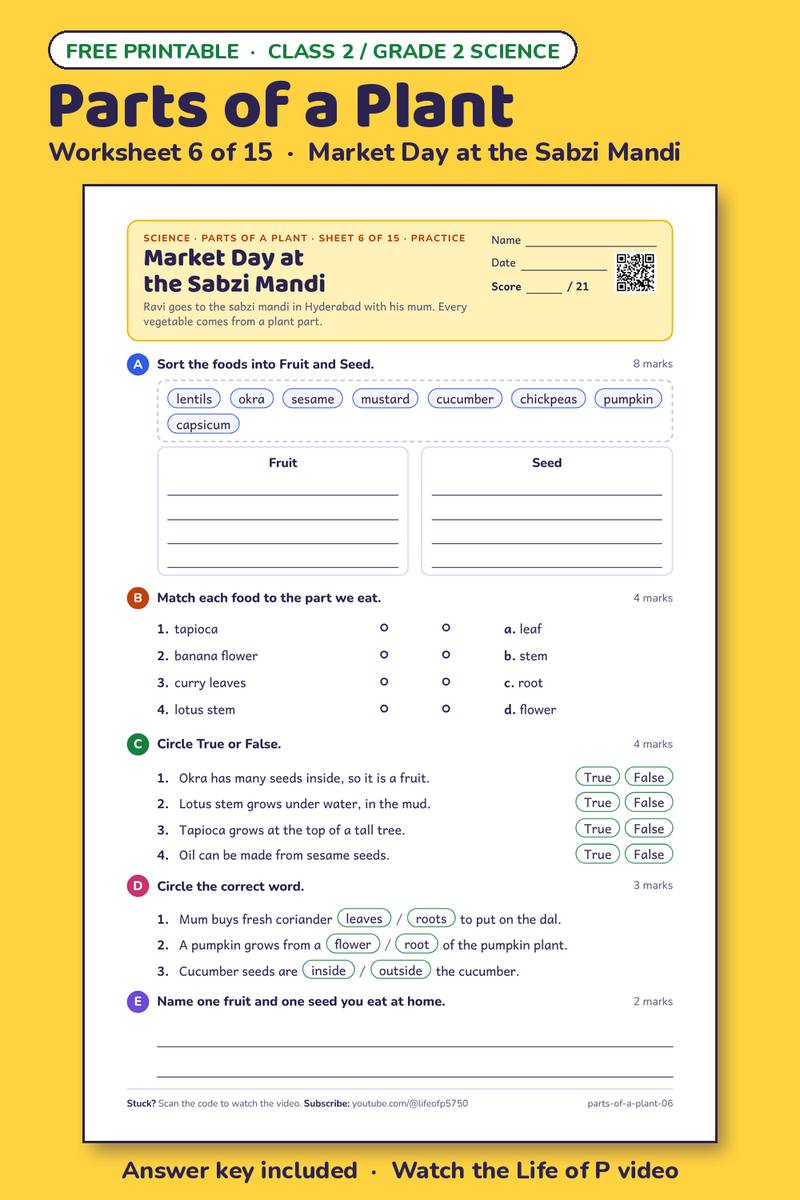 FREE PRINTABLE · CLASS 2 / GRADE 2 SCIENCE
Parts of a Plant
Worksheet 6 of 15 · Market Day at the Sabzi Mandi
SCIENCE · PARTS OF A PLANT · SHEET 6 OF 15 · PRACTICE
Market Day at
the Sabzi Mandi
Ravi goes to the sabzi mandi in Hyderabad with his mum. Every
vegetable comes from a plant part.
Name
Date
Score ______ / 21
A Sort the foods into Fruit and Seed. 8 marks
lentils okra sesame mustard cucumber chickpeas pumpkin
capsicum
Fruit Seed
B Match each food to the part we eat. 4 marks
1. tapioca a. leaf
2. banana flower b. stem
3. curry leaves c. root
4. lotus stem d. flower
C Circle True or False. 4 marks
1. Okra has many seeds inside, so it is a fruit. True False
2. Lotus stem grows under water, in the mud. True False
3. Tapioca grows at the top of a tall tree. True False
4. Oil can be made from sesame seeds. True False
D Circle the correct word. 3 marks
1. Mum buys fresh coriander leaves / roots to put on the dal.
2. A pumpkin grows from a flower / root of the pumpkin plant.
3. Cucumber seeds are inside / outside the cucumber.
E Name one fruit and one seed you eat at home. 2 marks
Stuck? Scan the code to watch the video. Subscribe: youtube.com/@lifeofp5750 parts-of-a-plant-06
Answer key included · Watch the Life of P video